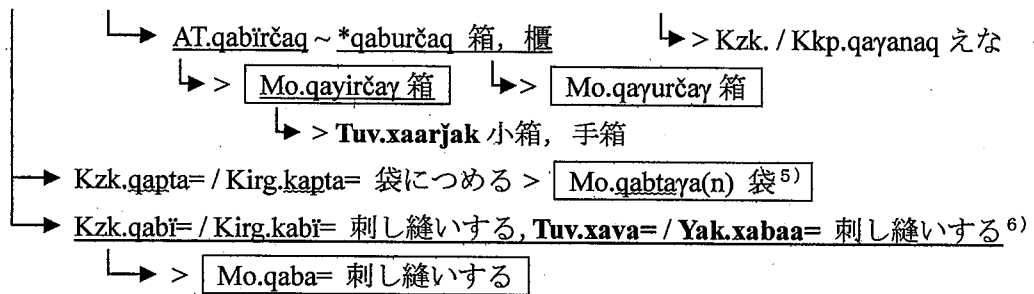 AT.qabïrčaq ~ *qaburčaq 箱，櫃 > Kzk. / Kkp.qaγanaq えな
> Mo.qayirčaγ 箱 > Mo.qaγurčaγ 箱
> Tuv.xaarǰak 小箱，手箱
Kzk.qapta= / Kirg.kapta= 袋につめる > Mo.qabtaγa(n) 袋⁵⁾
Kzk.qabï= / Kirg.kabï= 刺し縫いする, Tuv.xava= / Yak.xabaa= 刺し縫いする⁶⁾
> Mo.qaba= 刺し縫いする